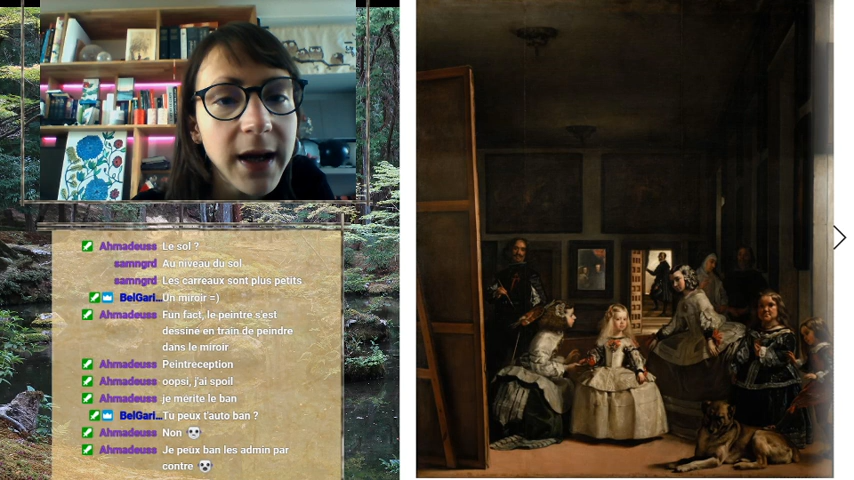 Ahmadeuss Le sol ?
samngrd Au niveau du sol
samngrd Les carreaux sont plus petits
BelGari... Un miroir =)
Ahmadeuss Fun fact, le peintre s'est
dessine en train de peindre
dans le miroir
Ahmadeuss Peintreception
Ahmadeuss oopsi, j'ai spoil
Ahmadeuss je mérite le ban
BelGari... Tu peux t'auto ban ?
Ahmadeuss Non
Ahmadeuss Je peux ban les admin par
contre